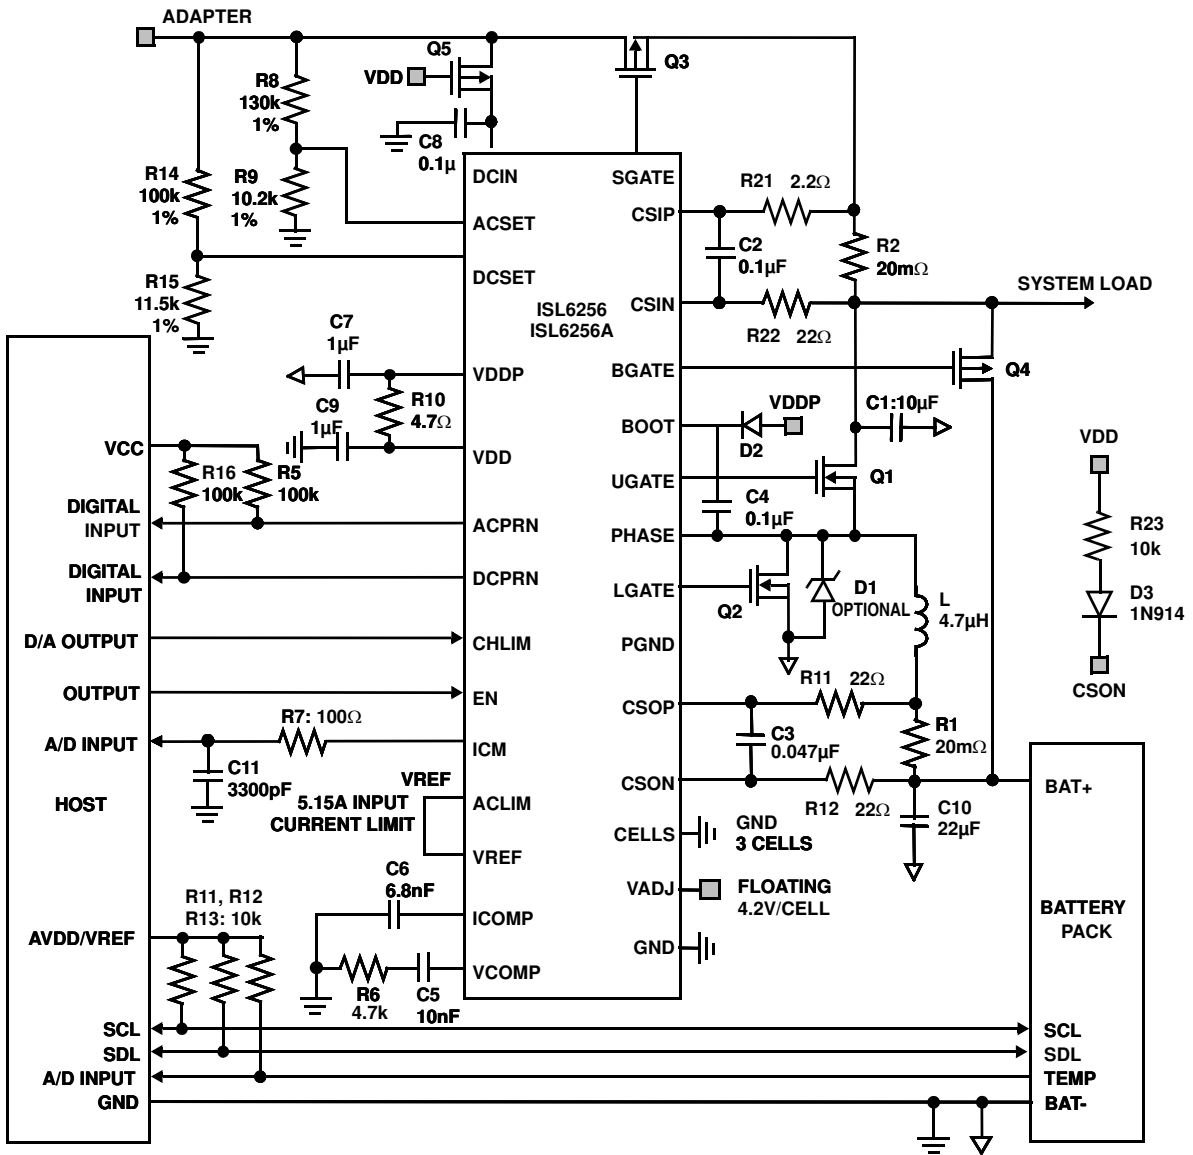 ADAPTER
Q5
VDD
Q3
R8
130k
1%
C8
0.1µ
R14
100k
1%
R9
10.2k
1%
DCIN
ACSET
DCSET
SGATE
CSIP
R21 2.2Ω
C2
0.1µF
R2
20mΩ
CSIN
R22 22Ω
SYSTEM LOAD
R15
11.5k
1%
ISL6256
ISL6256A
C7
1µF
VDDP
BGATE
Q4
R10
4.7Ω
C9
1µF
VDD
BOOT
VDDP
D2
C1:10µF
UGATE
Q1
C4
0.1µF
VDD
R23
10k
D3
1N914
CSON
VCC
R16
100k
R5
100k
DIGITAL
INPUT
ACPRN
PHASE
DIGITAL
INPUT
DCPRN
LGATE
Q2
D1
OPTIONAL
L
4.7µH
D/A OUTPUT
CHLIM
PGND
OUTPUT
EN
CSOP
R11 22Ω
R7: 100Ω
A/D INPUT
ICM
C3
0.047µF
R1
20mΩ
C11
3300pF
CSON
R12 22Ω
BAT+
HOST
VREF
5.15A INPUT
CURRENT LIMIT
ACLIM
VREF
CELLS
GND
3 CELLS
C10
22µF
C6
6.8nF
VADJ
FLOATING
4.2V/CELL
ICOMP
GND
VCOMP
R6
4.7k
C5
10nF
BATTERY
PACK
R11, R12
R13: 10k
AVDD/VREF
SCL
SCL
SDL
SDL
A/D INPUT
TEMP
GND
BAT-